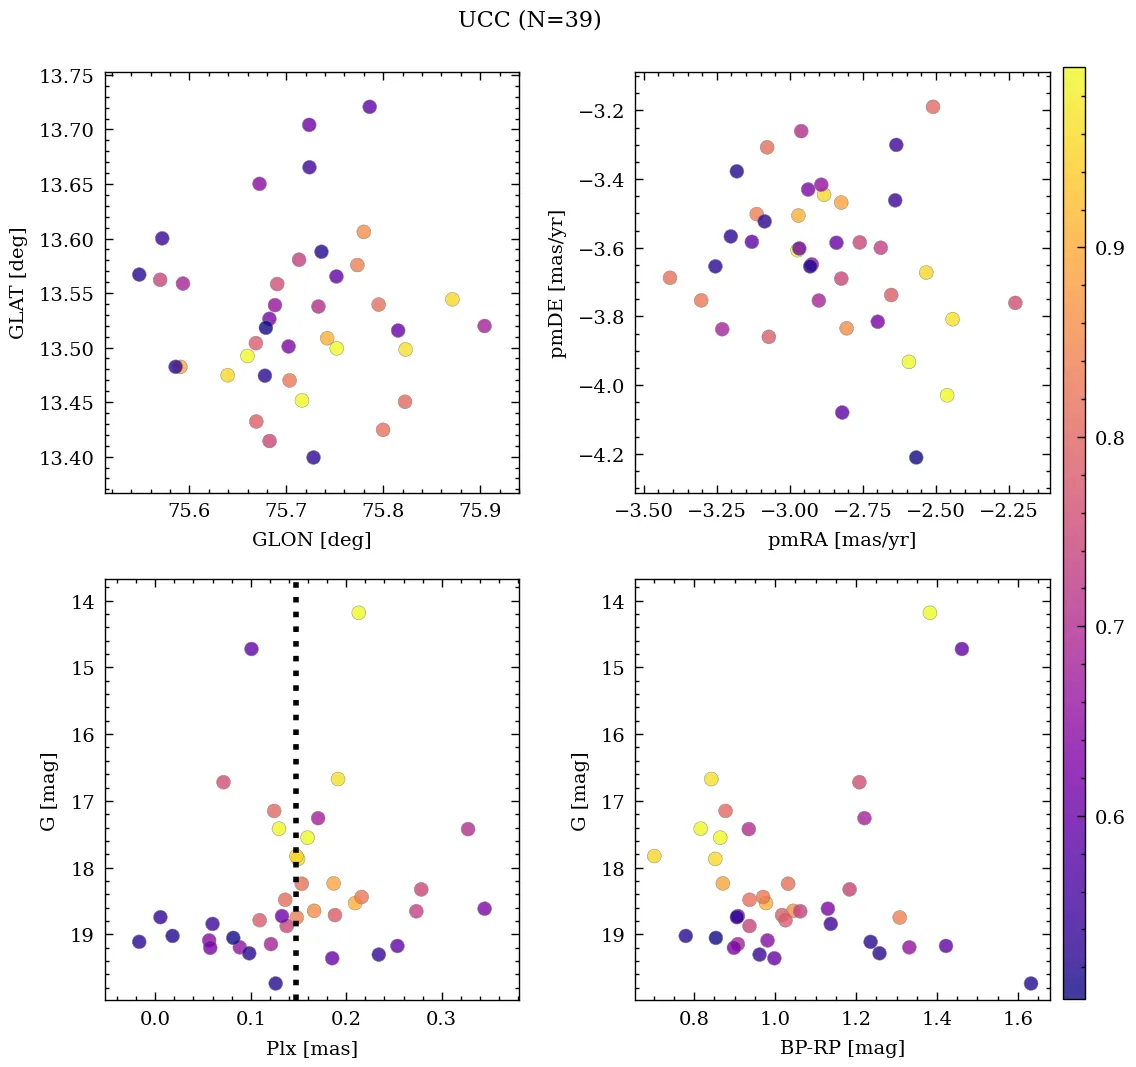 UCC (N=39)
13.75
13.70
13.65
13.60
13.55
13.50
13.45
13.40
GLAT [deg]
75.6 75.7 75.8 75.9
GLON [deg]
−3.2
−3.4
−3.6
−3.8
−4.0
−4.2
pmDE [mas/yr]
−3.50 −3.25 −3.00 −2.75 −2.50 −2.25
pmRA [mas/yr]
14
15
16
17
18
19
G [mag]
0.0 0.1 0.2 0.3
Plx [mas]
14
15
16
17
18
19
G [mag]
0.8 1.0 1.2 1.4 1.6
BP-RP [mag]
0.9
0.8
0.7
0.6